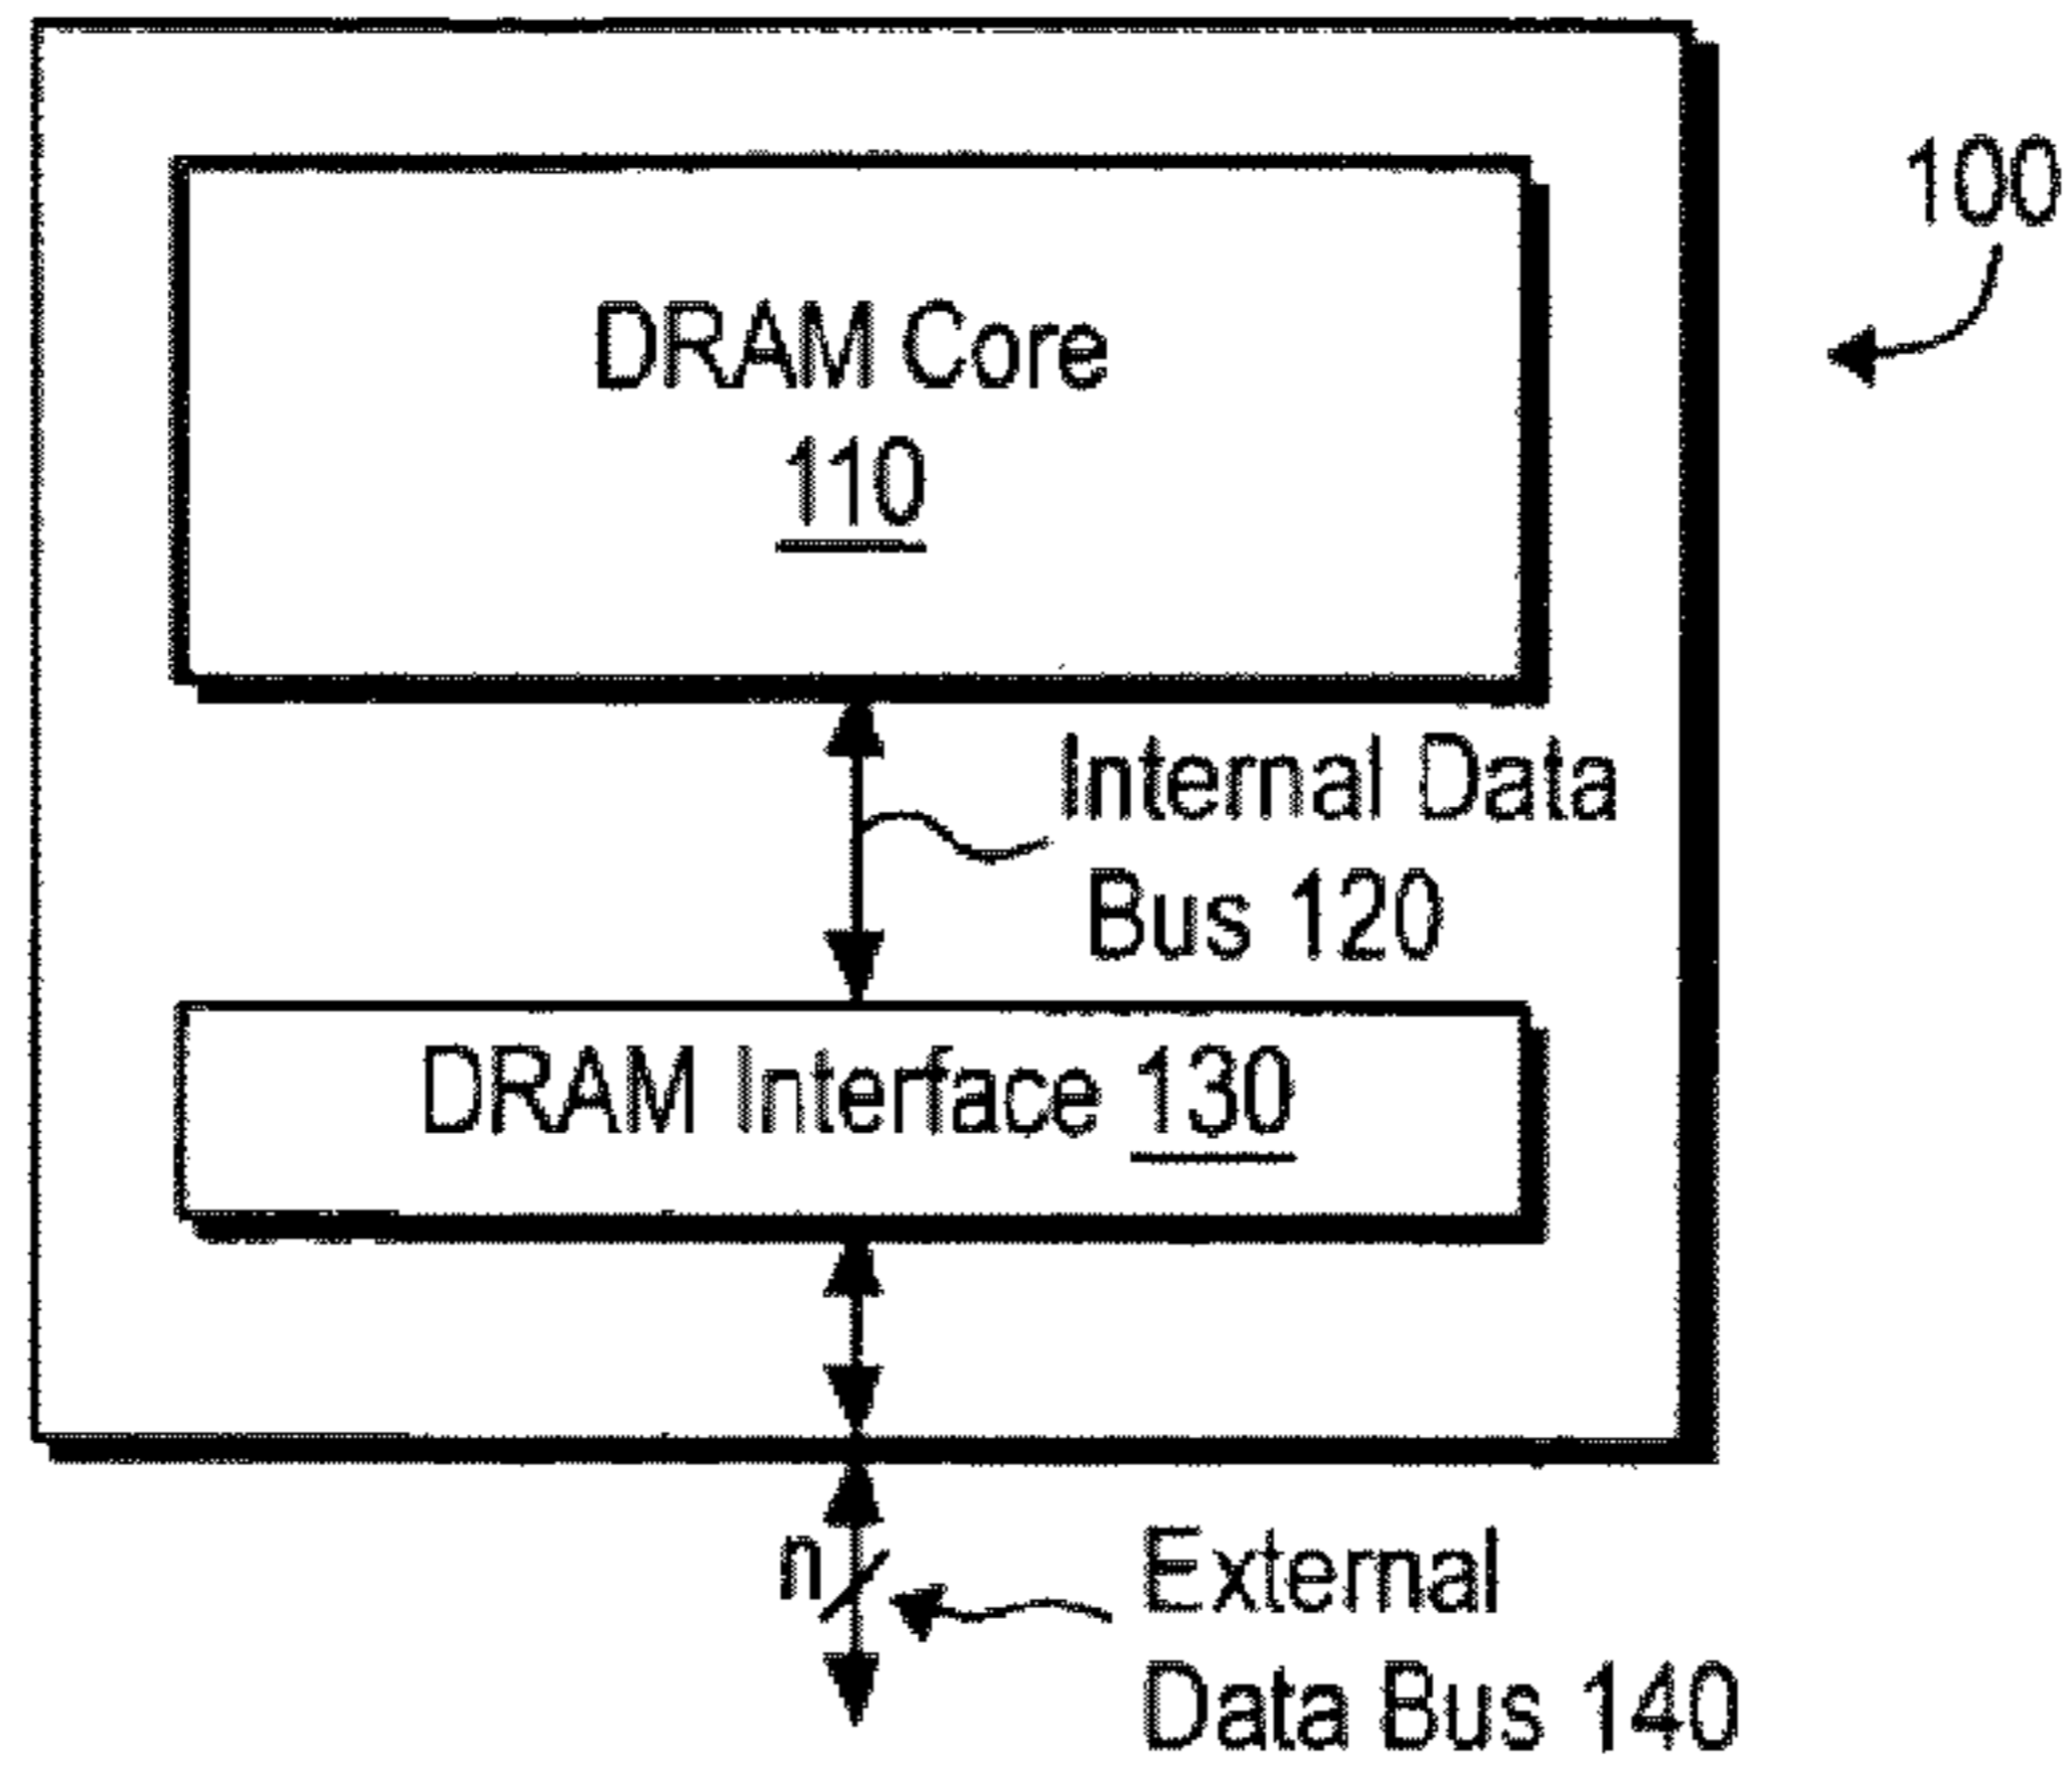 100
DRAM Core
110
Internal Data
Bus 120
DRAM Interface 130
n
External
Data Bus 140